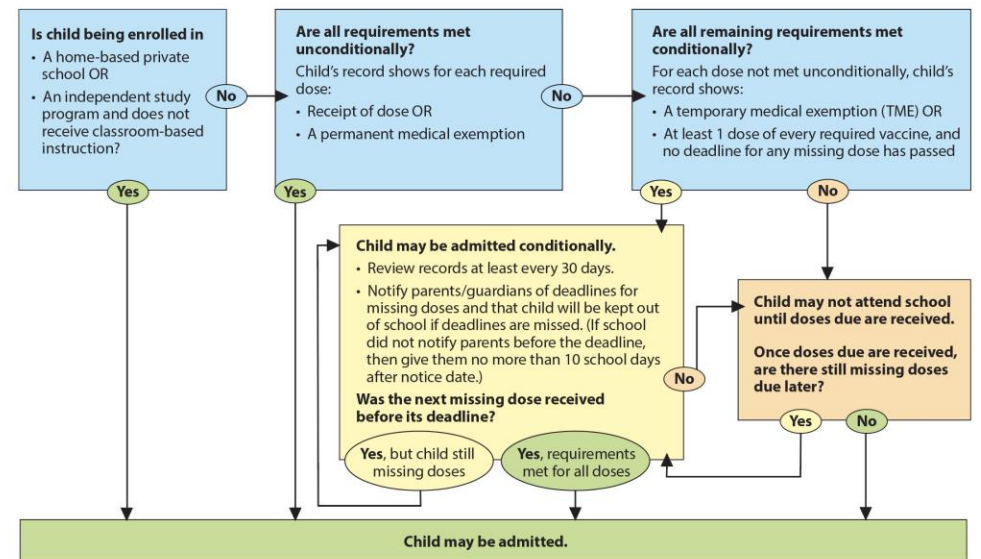 Is child being enrolled in
• A home-based private
school OR
• An independent study
program and does not
receive classroom-based
instruction?
No
Yes
Are all requirements met
unconditionally?
Child’s record shows for each required
dose:
• Receipt of dose OR
• A permanent medical exemption
No
Yes
Are all remaining requirements met
conditionally?
For each dose not met unconditionally, child’s
record shows:
• A temporary medical exemption (TME) OR
• At least 1 dose of every required vaccine, and
no deadline for any missing dose has passed
Yes
No
Child may be admitted conditionally.
• Review records at least every 30 days.
• Notify parents/guardians of deadlines for
missing doses and that child will be kept out
of school if deadlines are missed. (If school
did not notify parents before the deadline,
then give them no more than 10 school days
after notice date.)
Was the next missing dose received
before its deadline?
No
Yes, but child still
missing doses
Yes, requirements
met for all doses
Child may not attend school
until doses due are received.
Once doses due are received,
are there still missing doses
due later?
Yes
No
Child may be admitted.